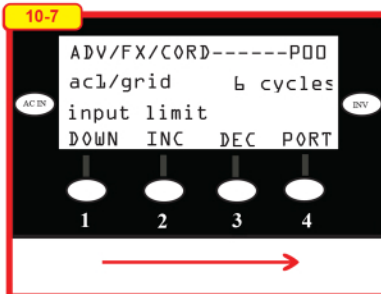 10-7
ADV/FX/CORD------P00
ac1/grid 6 cycles
input limit
AC IN
INV
DOWN INC DEC PORT
1 2 3 4